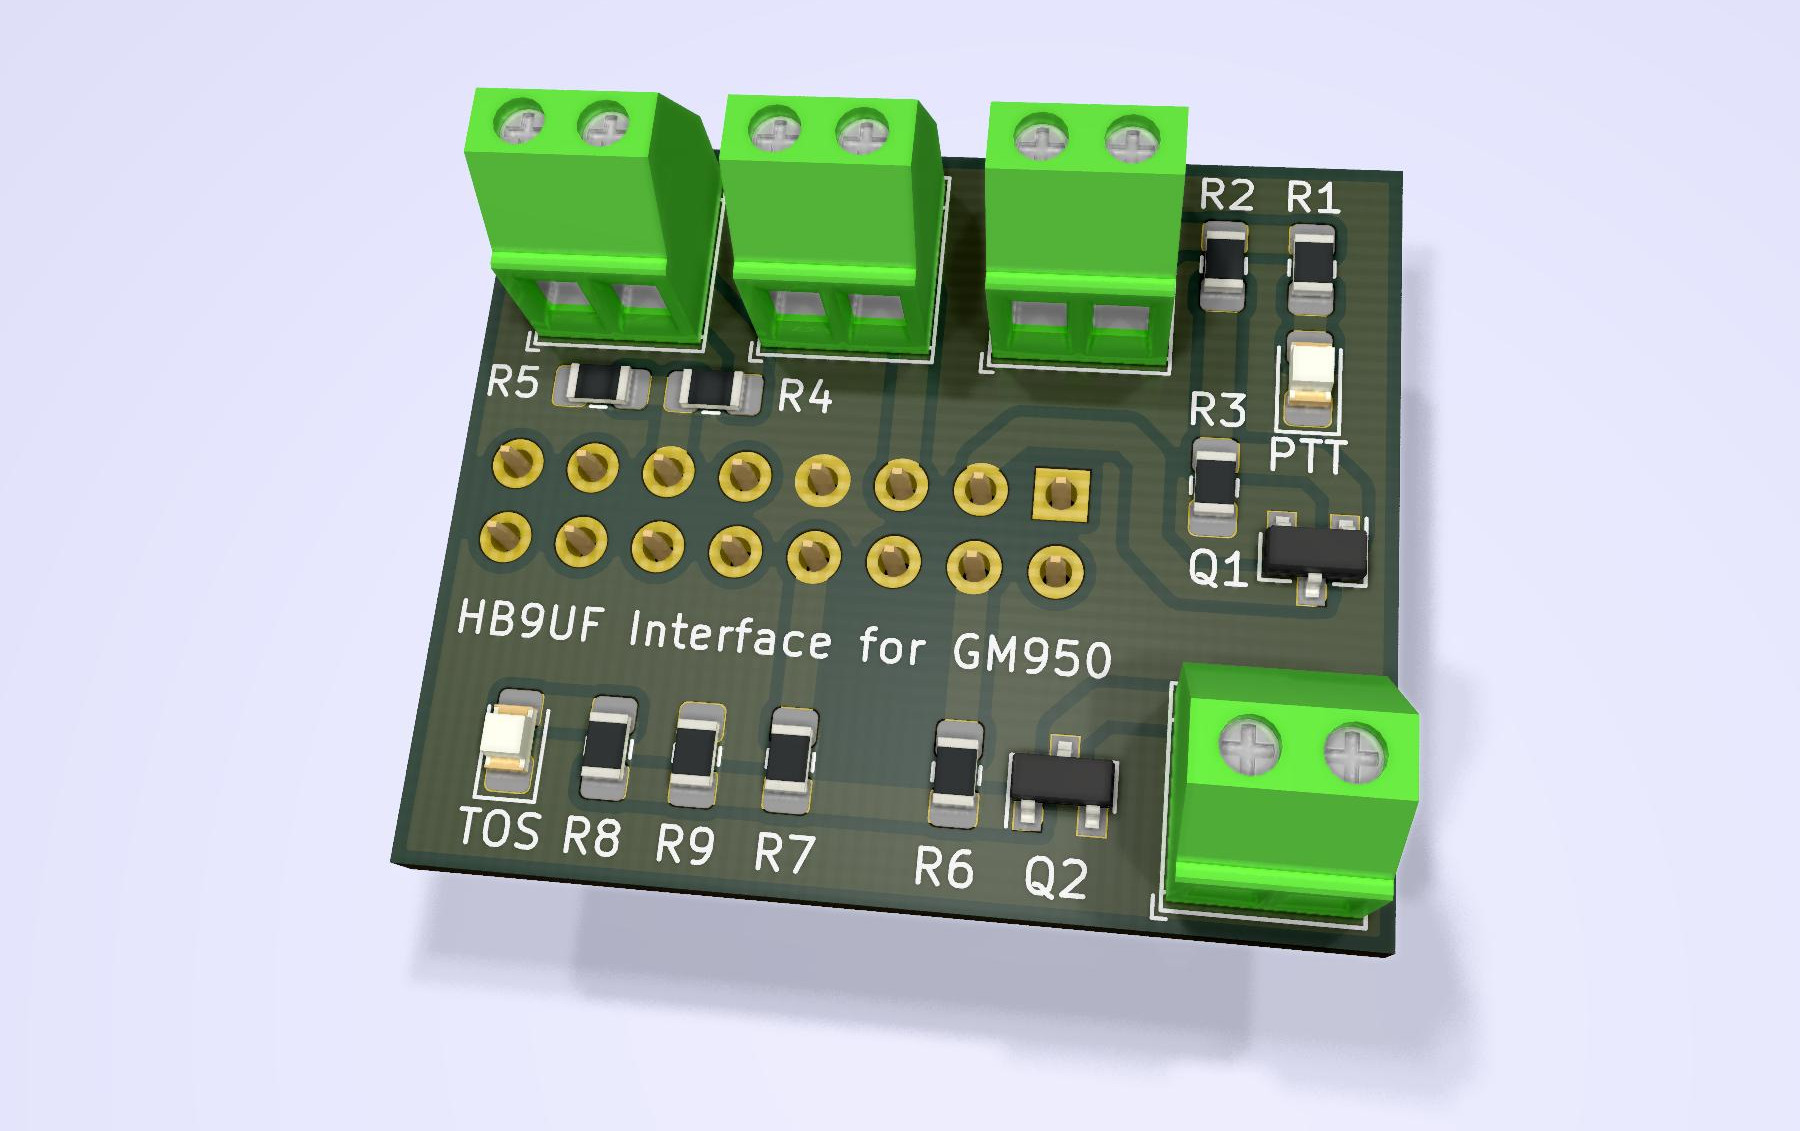 R2 R1
R5
R4
R3
PTT
Q1
HB9UF Interface for GM950
TOS R8 R9 R7 R6 Q2